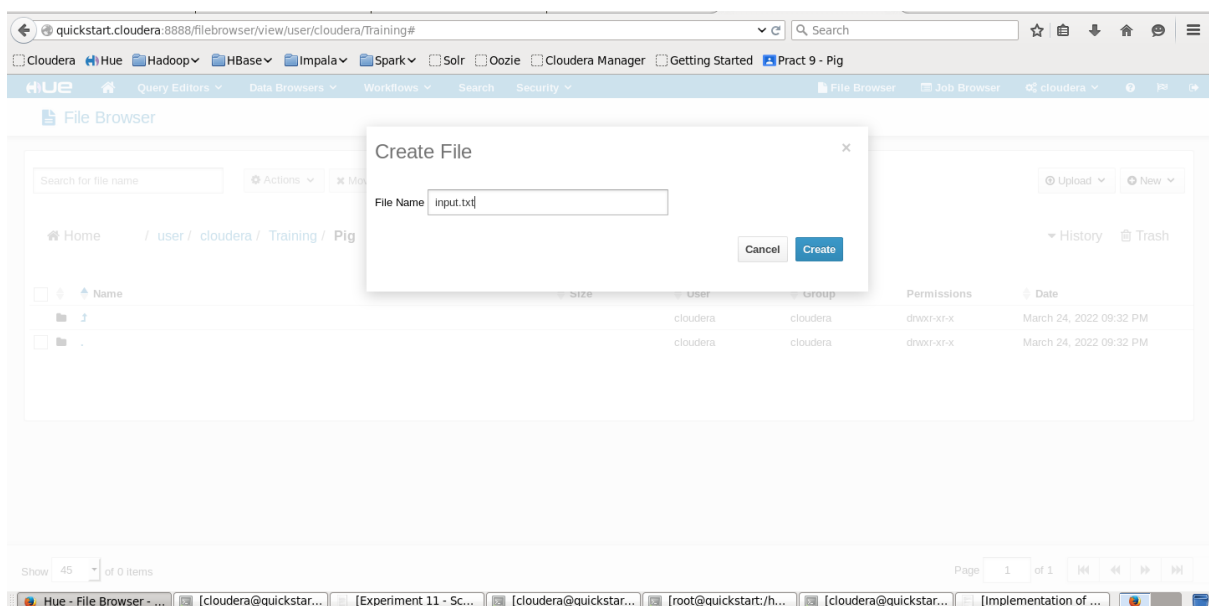 quickstart.cloudera:8888/filebrowser/view/user/cloudera/Training#
Search
Cloudera Hue Hadoop HBase Impala Spark Solr Oozie Cloudera Manager Getting Started Pract 9 - Pig
HUE Query Editors Data Browsers Workflows Search Security File Browser Job Browser cloudera
File Browser
Create File ×
Search for file name Actions Mov Upload New
File Name input.txt
Home / user / cloudera / Training / Pig History Trash
Cancel Create
Name Size User Group Permissions Date
cloudera cloudera drwxr-xr-x March 24, 2022 09:32 PM
. cloudera cloudera drwxr-xr-x March 24, 2022 09:32 PM
Show 45 of 0 items Page 1 of 1
Hue - File Browser - ... [cloudera@quickstar... [Experiment 11 - Sc... [cloudera@quickstar... [root@quickstart:/h... [cloudera@quickstar... [Implementation of ...